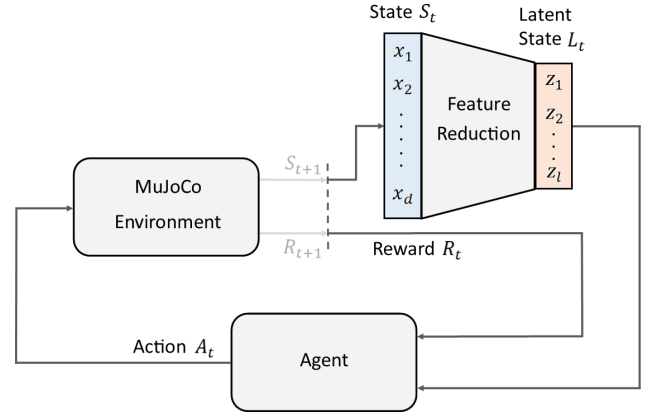 State S_t
Latent
State L_t
x_1
x_2
x_d
Feature
Reduction
z_1
z_2
z_l
S_{t+1}
MuJoCo
Environment
R_{t+1}
Reward R_t
Action A_t
Agent